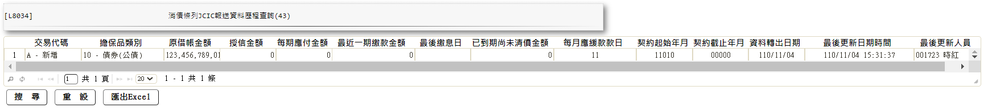 [L8034] 消債條列JCIC報送資料歷程查詢(43)
交易代碼 擔保品類別 原借帳金額 授信金額 每期應付金額 最近一期繳款金額 最後繳息日 已到期尚未清償金額 每月應繳款日 契約起始年月 契約截止年月 資料轉出日期 最後更新日期時間 最後更新人員
1 A - 新增 10 - 債券(公債) 123,456,789,01 0 0 0 0 11 11010 00000 110/11/04 110/11/04 15:31:37 001723 時紅
1 共 1 頁 20 1 - 1 共 1 條
搜 尋 重 設 匯出Excel